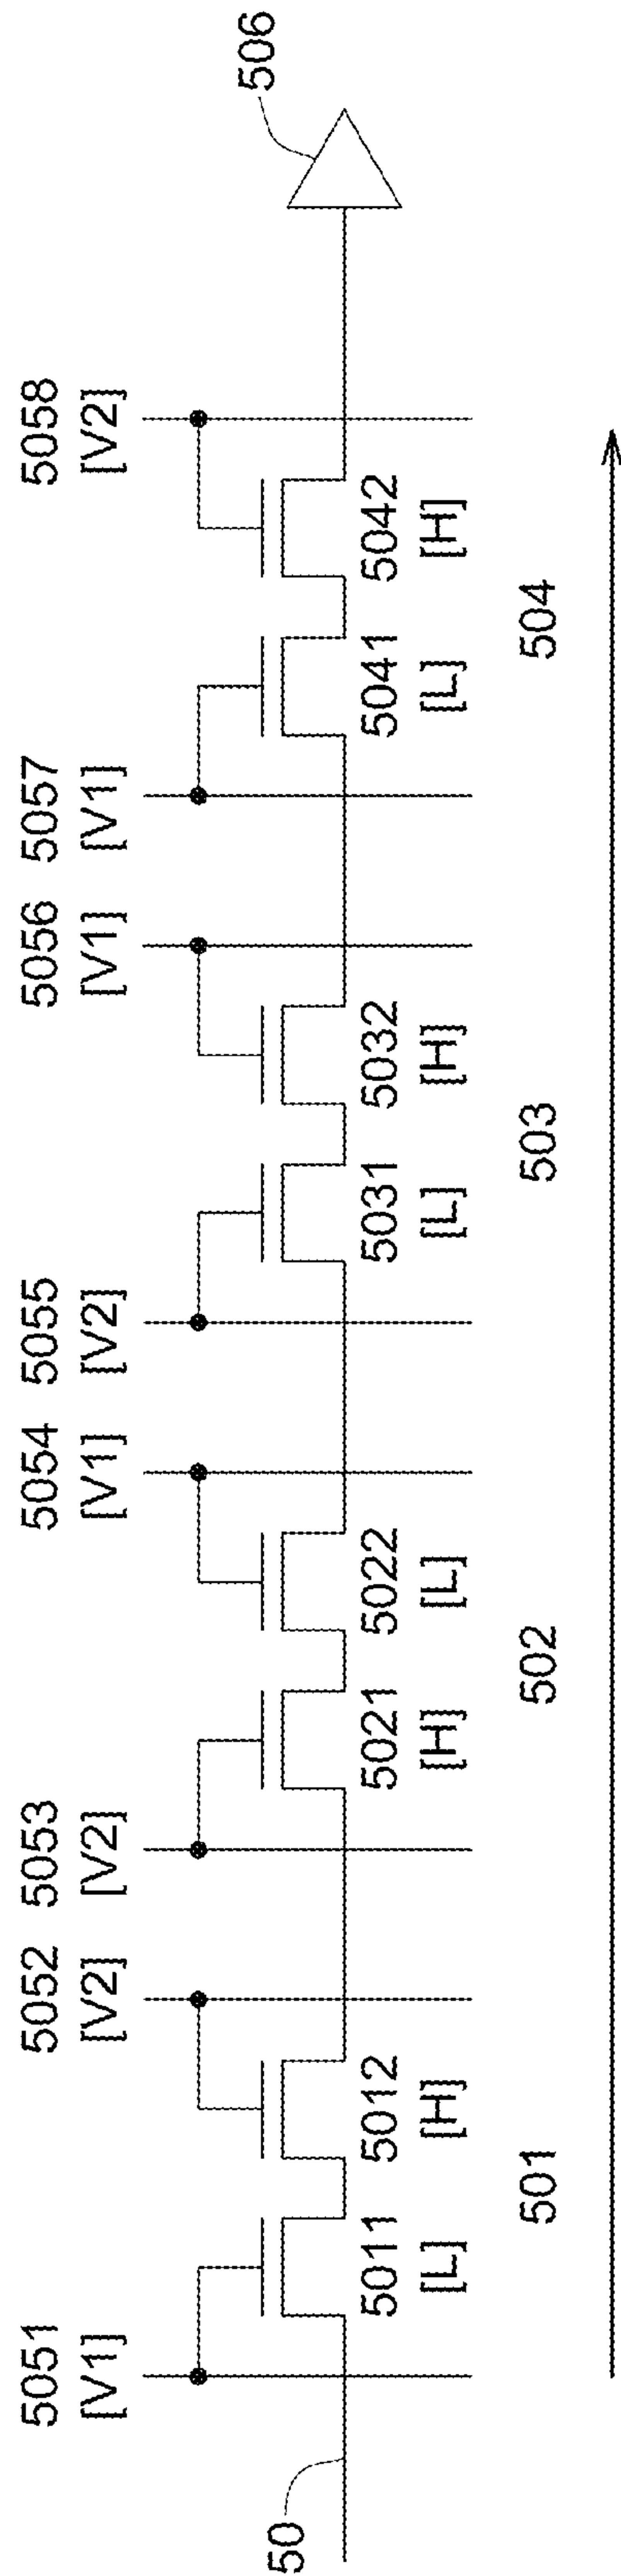 5051 5052 5053 5054 5055 5056 5057 5058
[V1] [V2] [V2] [V1] [V2] [V1] [V1] [V2]
50
506
5011 5012 5021 5022 5031 5032 5041 5042
[L] [H] [H] [L] [L] [H] [L] [H]
501 502 503 504